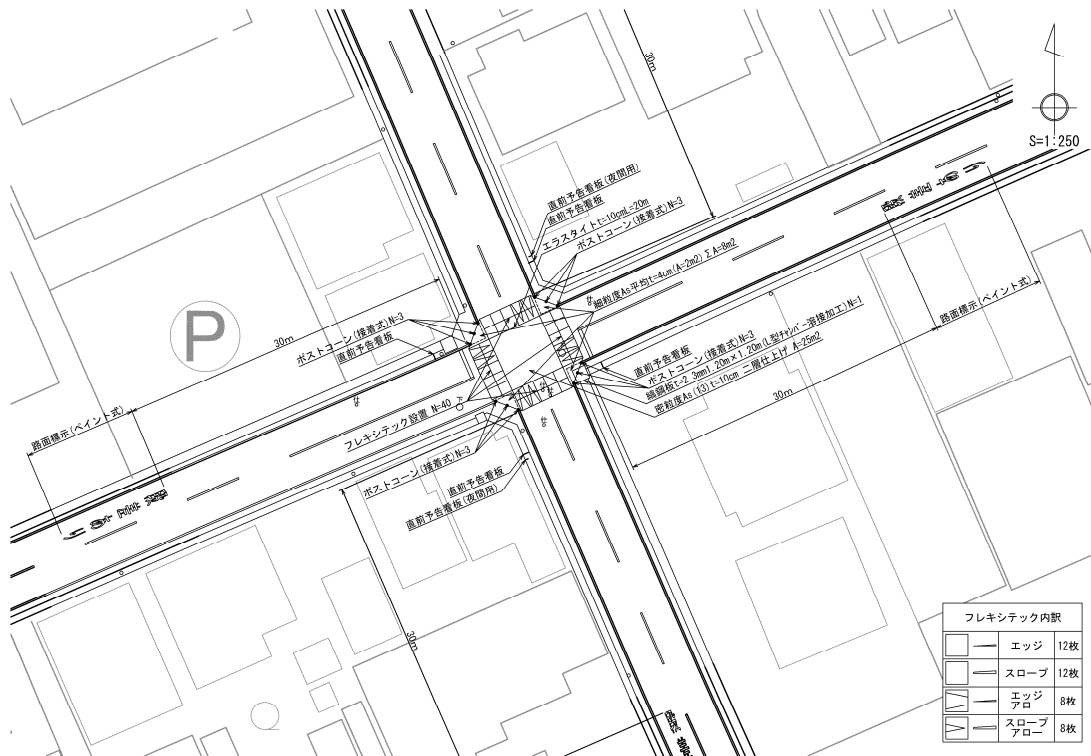 30m
S=1:250
直前予告看板(夜間用)
直前予告看板
エラスタイトt=10cmL=20m
ポストコーン(接着式)N=3
細粒度As平均t=4cm(A=2m2) ΣA=8m2
路面標示(ペイント式)
P
30m
ポストコーン(接着式)N=3
直前予告看板
直前予告看板
ポストコーン(接着式)N=3
縞鋼板t=2.3mm1.20m×1.20m(L型ﾁｬﾝﾊﾞｰ溶接加工)N=1
密粒度As(13)t=10cm 二層仕上げ A=25m2
30m
路面標示(ペイント式)
フレキシテック設置 N=40
ポストコーン(接着式)N=3
直前予告看板
直前予告看板(夜間用)
30m
フレキシテック内訳
エッジ 12枚
スロープ 12枚
エッジ
アロ 8枚
スロープ
アロー 8枚